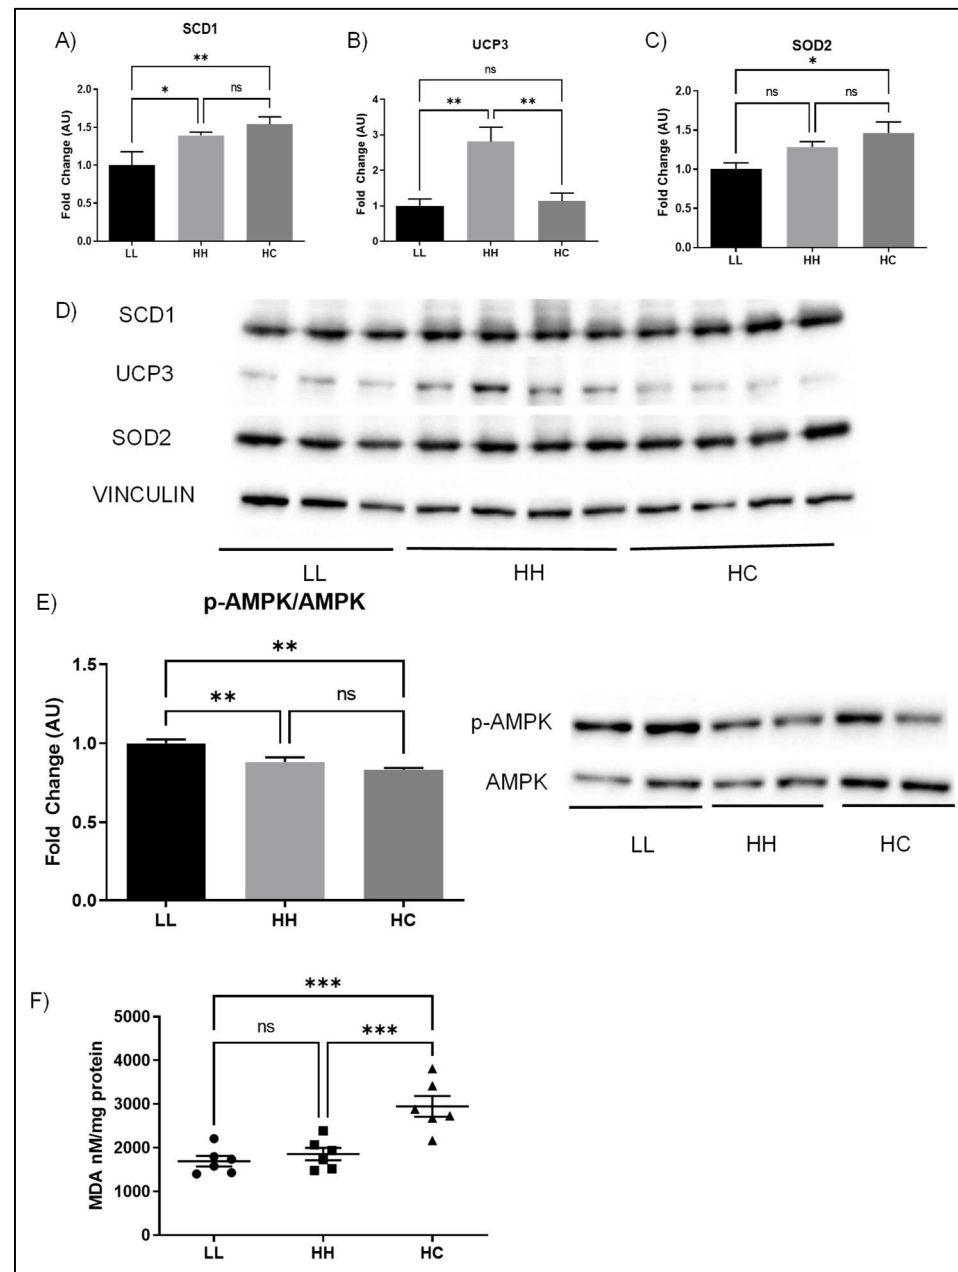 A)
SCD1
**
*
ns
Fold Change (AU)
2.0
1.5
1.0
0.5
0.0
LL
HH
HC
B)
UCP3
ns
**
**
Fold Change (AU)
4
3
2
1
0
LL
HH
HC
C)
SOD2
*
ns
ns
Fold Change (AU)
2.0
1.5
1.0
0.5
0.0
LL
HH
HC
D)
SCD1
UCP3
SOD2
VINCULIN
LL
HH
HC
E)
p-AMPK/AMPK
**
**
ns
Fold Change (AU)
1.5
1.0
0.5
0.0
LL
HH
HC
p-AMPK
AMPK
LL
HH
HC
F)
***
ns
***
MDA nM/mg protein
5000
4000
3000
2000
1000
0
LL
HH
HC